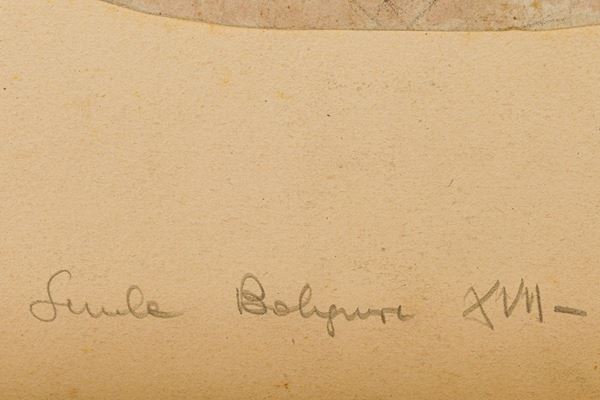 Scuola Bolognese XVII –